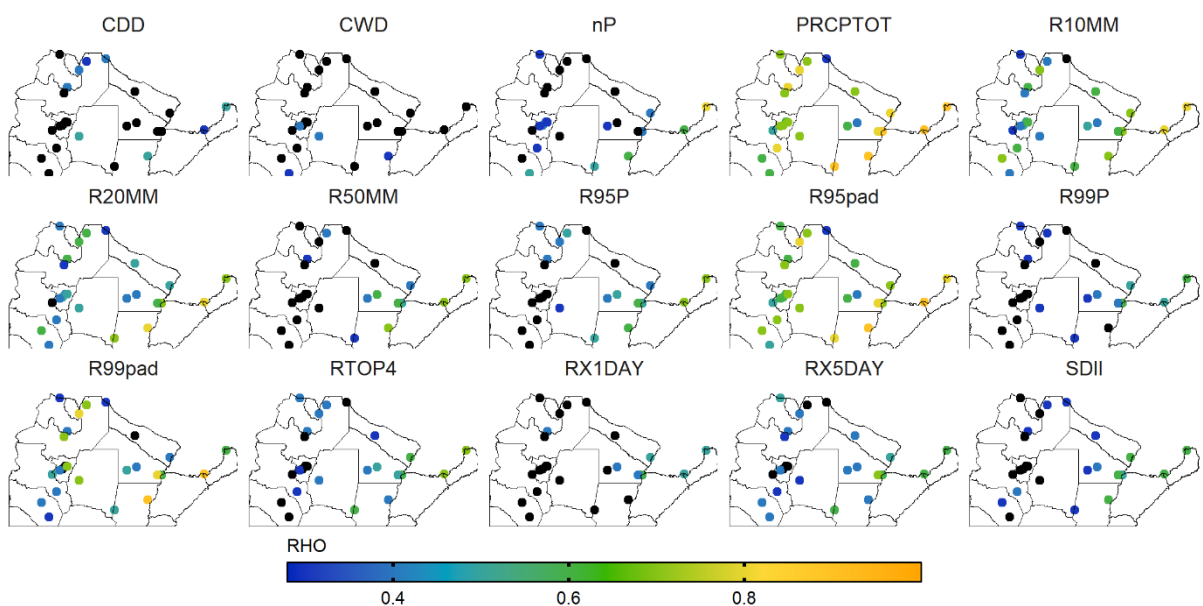 CDD CWD nP PRCPTOT R10MM
R20MM R50MM R95P R95pad R99P
R99pad RTOP4 RX1DAY RX5DAY SDII
RHO
0.4 0.6 0.8